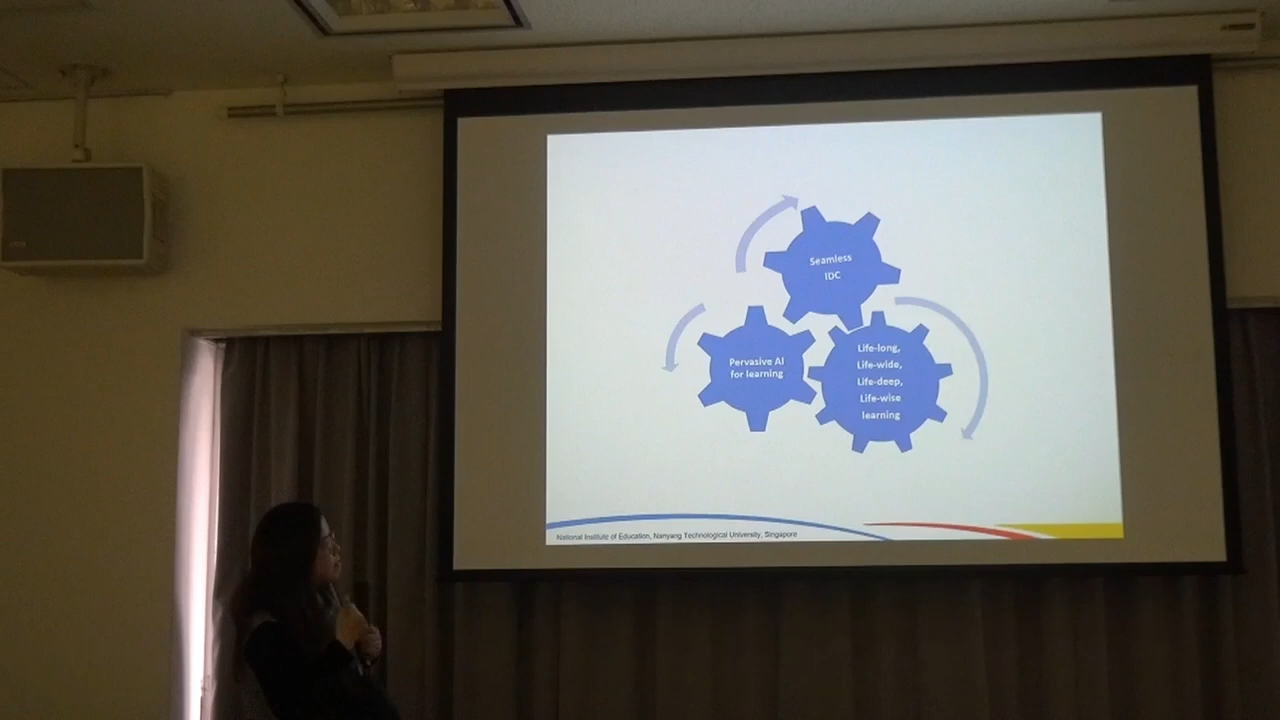 Seamless
IDC
Pervasive AI
for learning
Life-long,
Life-wide,
Life-deep,
Life-wise
learning
National Institute of Education, Nanyang Technological University, Singapore